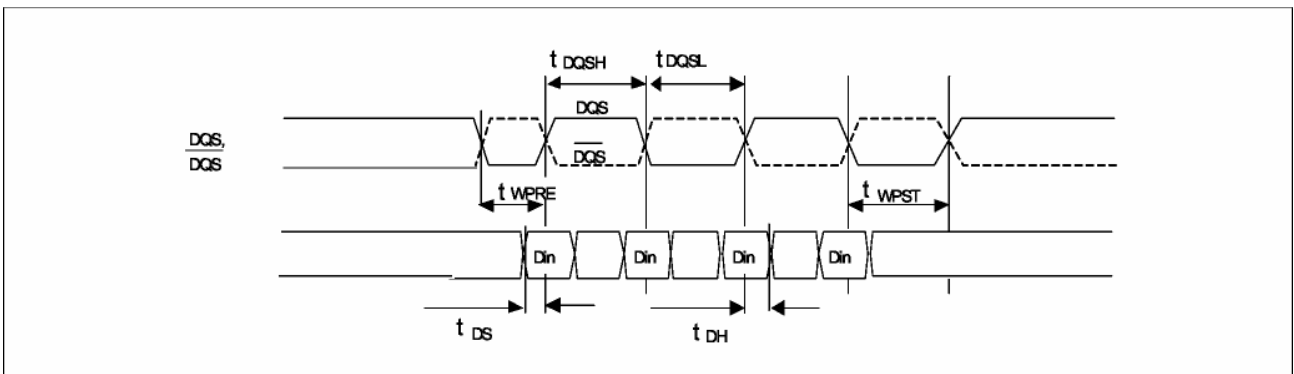 t DQSH
t DQSL
DQS
DQS,
DQS
DQS
t WPRE
t WPST
Din
Din
Din
Din
t DS
t DH